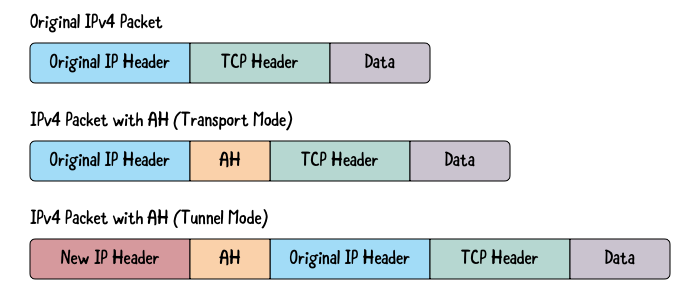 Original IPv4 Packet
Original IP Header TCP Header Data
IPv4 Packet with AH (Transport Mode)
Original IP Header AH TCP Header Data
IPv4 Packet with AH (Tunnel Mode)
New IP Header AH Original IP Header TCP Header Data